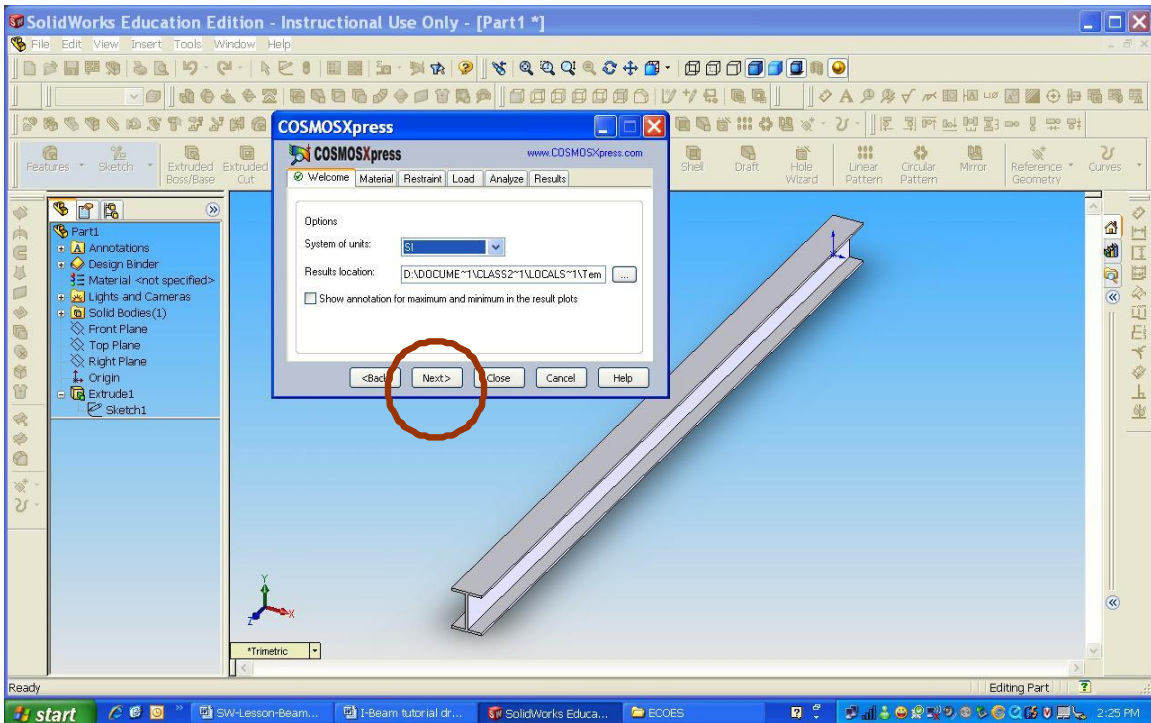 SolidWorks Education Edition - Instructional Use Only - [Part1 *]
File Edit View Insert Tools Window Help
Features Sketch Extruded Boss/Base Extruded Cut Shell Draft Hole Wizard Linear Pattern Circular Pattern Mirror Reference Geometry Curves
COSMOSXpress
COSMOSXpress www.COSMOSXpress.com
Welcome Material Restraint Load Analyze Results
Options
System of units: SI
Results location: D:\DOCUME~1\CLASS2~1\LOCALS~1\Tem ...
Show annotation for maximum and minimum in the result plots
<Back Next> Close Cancel Help
Part1
Annotations
Design Binder
Material <not specified>
Lights and Cameras
Solid Bodies(1)
Front Plane
Top Plane
Right Plane
Origin
Extrude1
Sketch1
Y
X
Z
*Trimetric
Ready Editing Part
start SW-Lesson-Beam... I-Beam tutorial dr... SolidWorks Educa... ECOES 2:25 PM